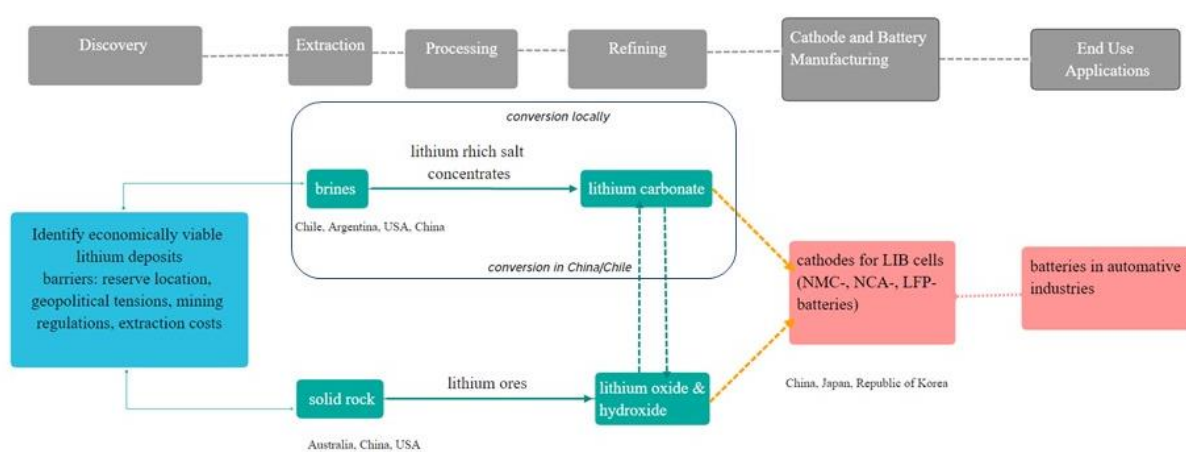 Discovery
Extraction
Processing
Refining
Cathode and Battery
Manufacturing
End Use
Applications
conversion locally
lithium rhich salt
concentrates
brines
lithium carbonate
Chile, Argentina, USA, China
conversion in China/Chile
Identify economically viable
lithium deposits
barriers: reserve location,
geopolitical tensions, mining
regulations, extraction costs
cathodes for LIB cells
(NMC-, NCA-, LFP-
batteries)
batteries in automative
industries
China, Japan, Republic of Korea
lithium ores
solid rock
lithium oxide &
hydroxide
Australia, China, USA